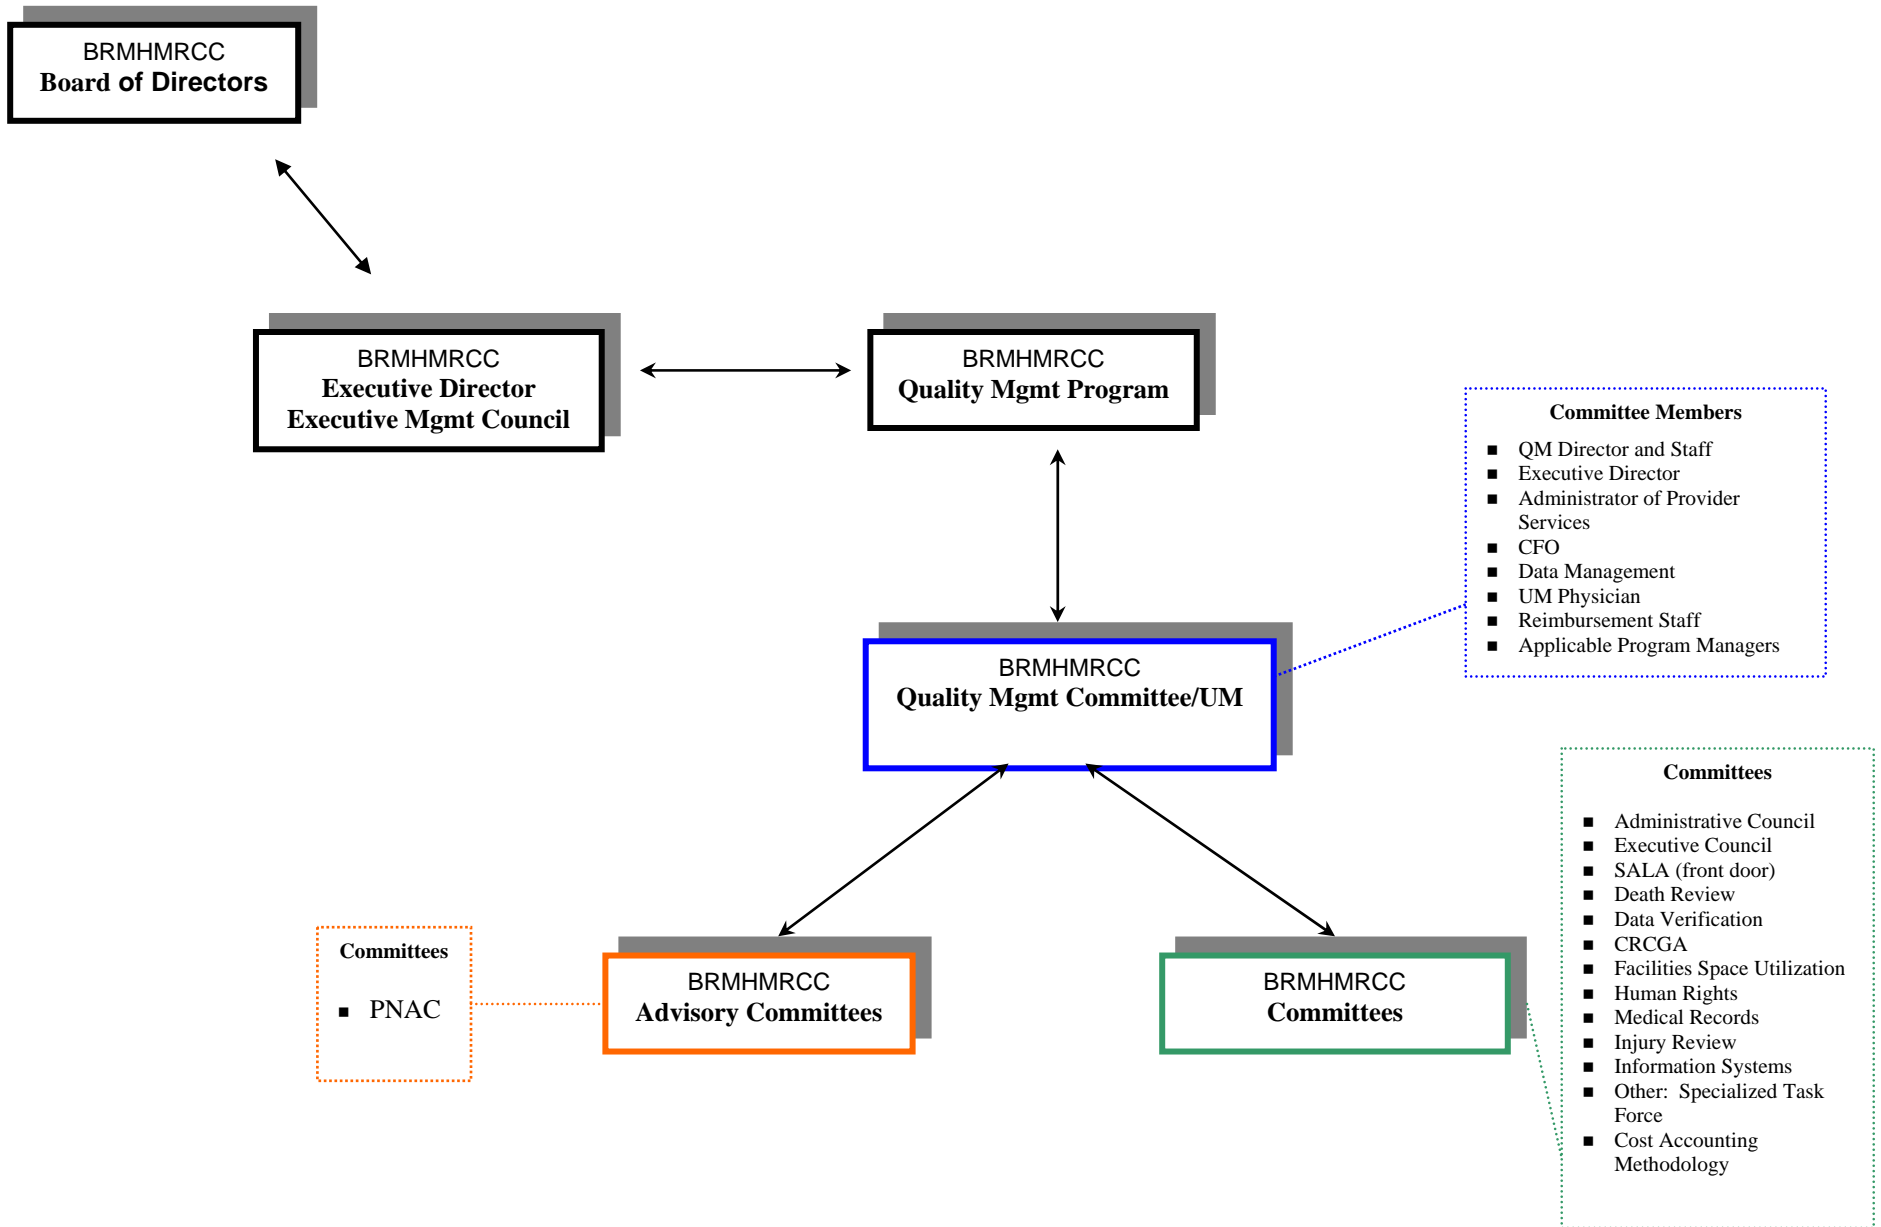 BRMHMRCC
Board of Directors
BRMHMRCC
Executive Director
Executive Mgmt Council
BRMHMRCC
Quality Mgmt Program
Committee Members
■ QM Director and Staff
■ Executive Director
■ Administrator of Provider
Services
■ CFO
■ Data Management
■ UM Physician
■ Reimbursement Staff
■ Applicable Program Managers
BRMHMRCC
Quality Mgmt Committee/UM
Committees
■ Administrative Council
■ Executive Council
■ SALA (front door)
■ Death Review
■ Data Verification
■ CRCGA
■ Facilities Space Utilization
■ Human Rights
■ Medical Records
■ Injury Review
■ Information Systems
■ Other: Specialized Task
Force
■ Cost Accounting
Methodology
Committees
■ PNAC
BRMHMRCC
Advisory Committees
BRMHMRCC
Committees